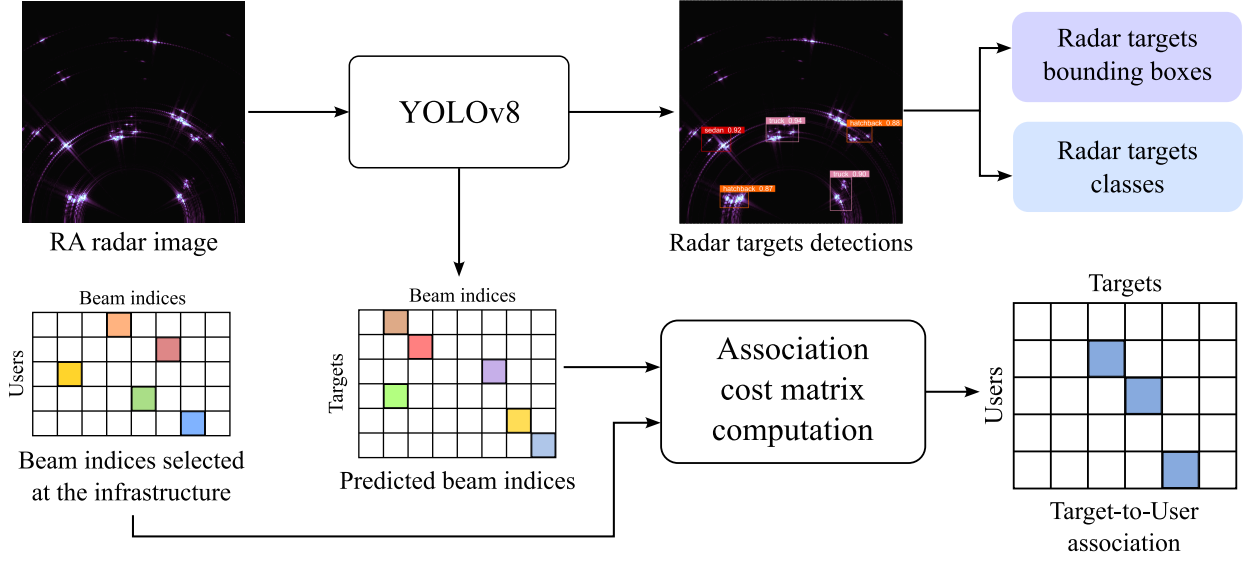 RA radar image
YOLOv8
sedan 0.92
truck 0.94
hatchback 0.88
hatchback 0.87
truck 0.90
Radar targets detections
Radar targets
bounding boxes
Radar targets
classes
Beam indices
Users
Beam indices selected
at the infrastructure
Beam indices
Targets
Predicted beam indices
Association
cost matrix
computation
Targets
Users
Target-to-User
association